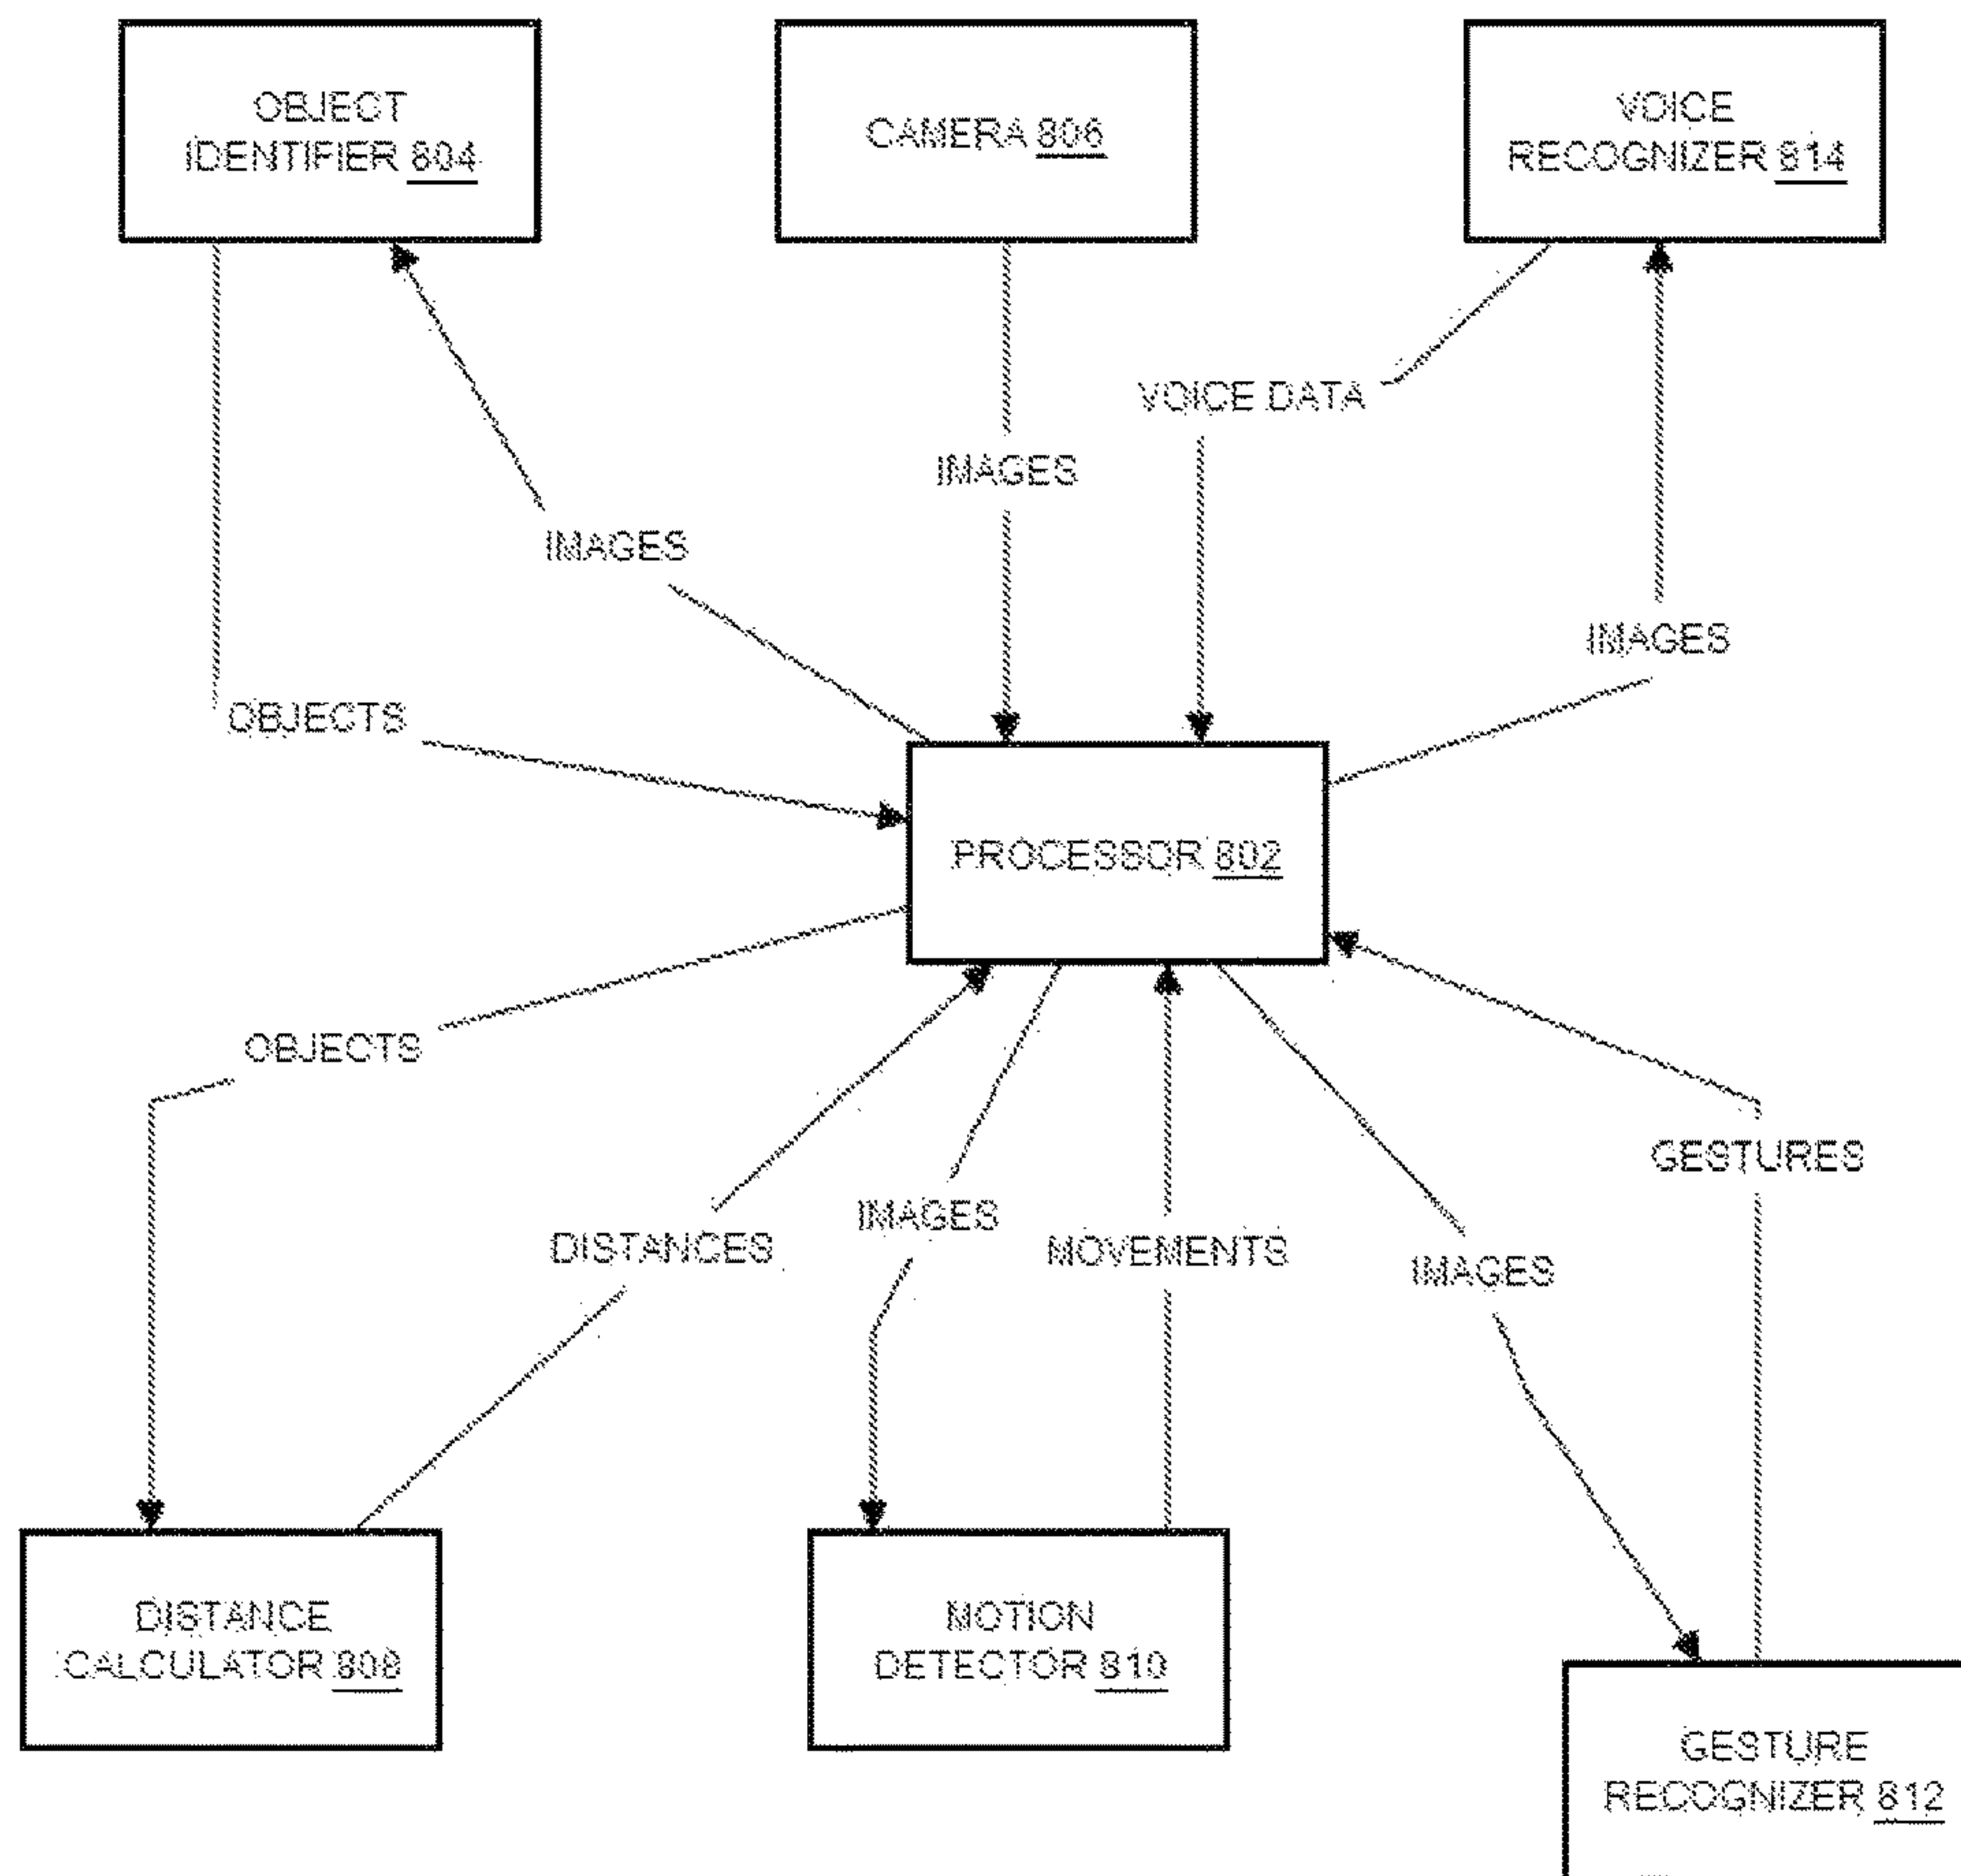 OBJECT
IDENTIFIER 804
CAMERA 806
VOICE
RECOGNIZER 814
VOICE DATA
IMAGES
IMAGES
IMAGES
OBJECTS
PROCESSOR 802
OBJECTS
GESTURES
IMAGES
DISTANCES
MOVEMENTS
IMAGES
DISTANCE
CALCULATOR 808
MOTION
DETECTOR 810
GESTURE
RECOGNIZER 812